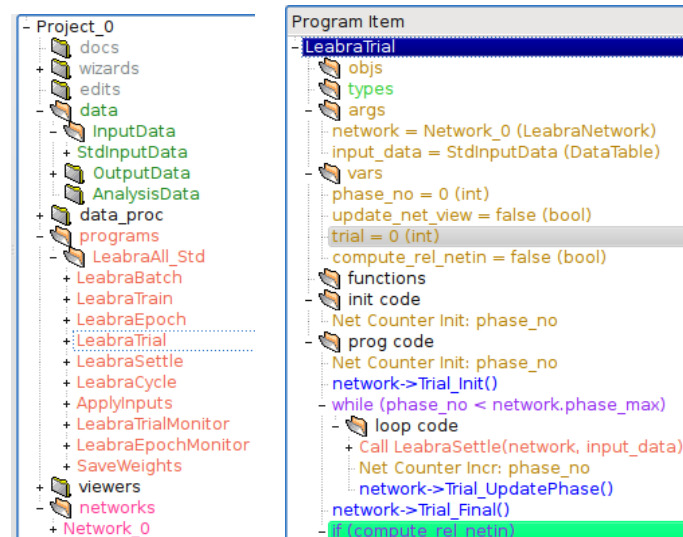 Project_0
docs
wizards
edits
data
InputData
StdInputData
OutputData
AnalysisData
data_proc
programs
LeabraAll_Std
LeabraBatch
LeabraTrain
LeabraEpoch
LeabraTrial
LeabraSettle
LeabraCycle
ApplyInputs
LeabraTrialMonitor
LeabraEpochMonitor
SaveWeights
viewers
networks
Network_0
Program Item
LeabraTrial
objs
types
args
network = Network_0 (LeabraNetwork)
input_data = StdInputData (DataTable)
vars
phase_no = 0 (int)
update_net_view = false (bool)
trial = 0 (int)
compute_rel_netin = false (bool)
functions
init code
Net Counter Init: phase_no
prog code
Net Counter Init: phase_no
network->Trial_Init()
while (phase_no < network.phase_max)
loop code
Call LeabraSettle(network, input_data)
Net Counter Incr: phase_no
network->Trial_UpdatePhase()
network->Trial_Final()
if (compute_rel_netin)